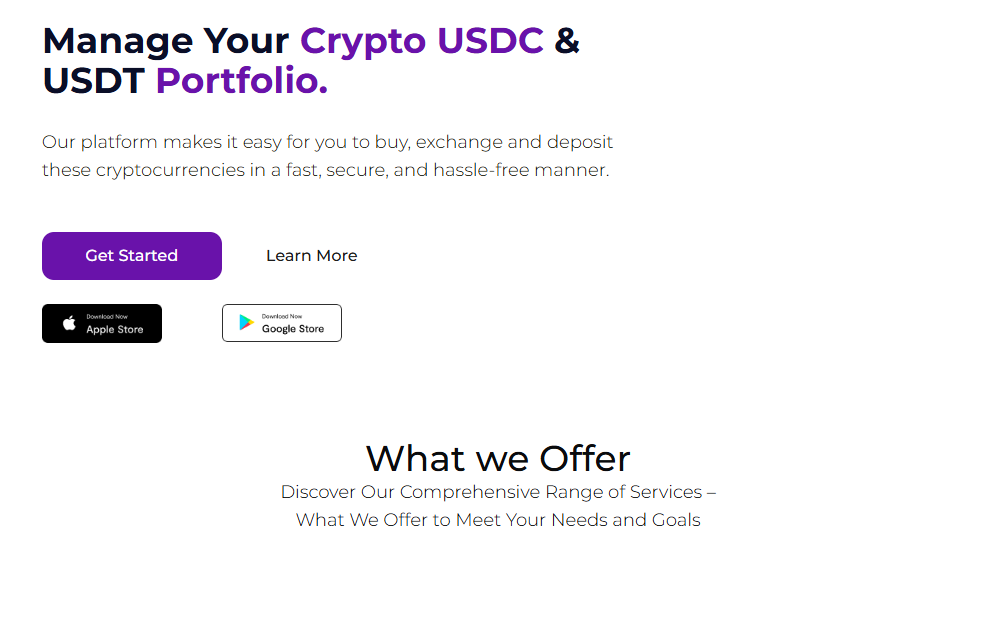 Manage Your Crypto USDC &
USDT Portfolio.
Our platform makes it easy for you to buy, exchange and deposit
these cryptocurrencies in a fast, secure, and hassle-free manner.
Get Started
Learn More
Download Now
Apple Store
Download Now
Google Store
What we Offer
Discover Our Comprehensive Range of Services –
What We Offer to Meet Your Needs and Goals